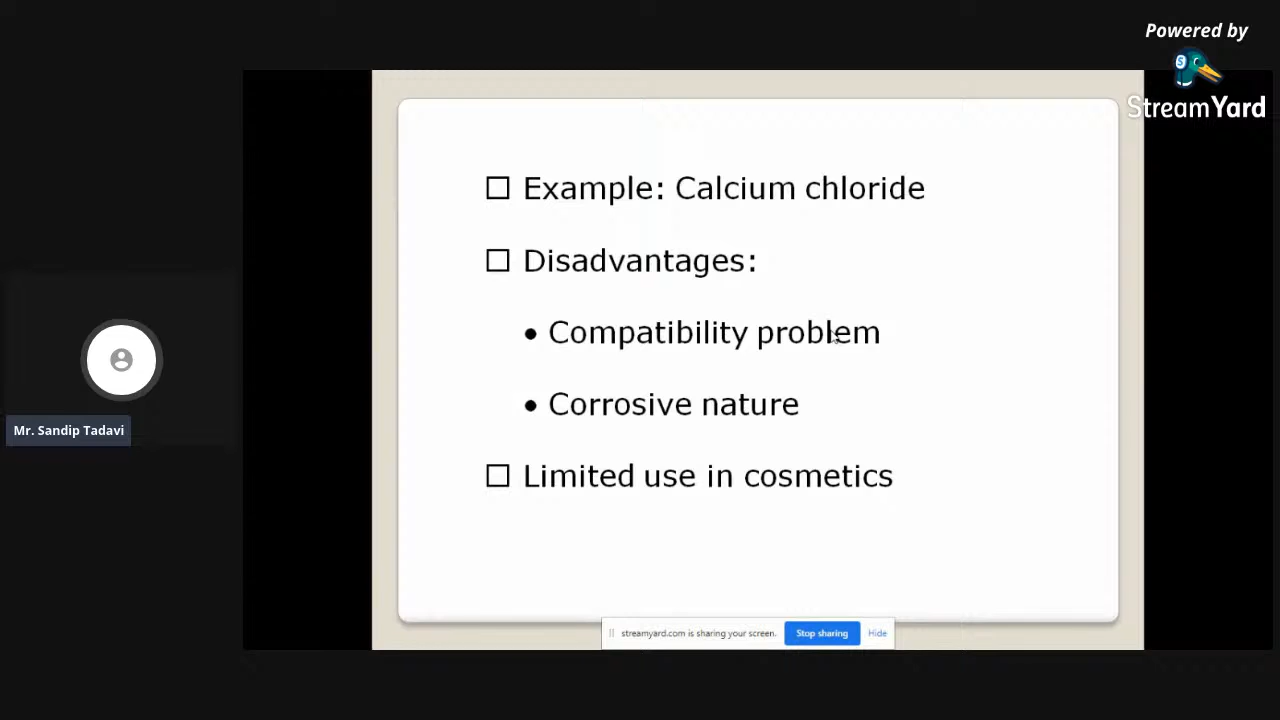 Powered by
StreamYard
Example: Calcium chloride
Disadvantages:
• Compatibility problem
• Corrosive nature
Limited use in cosmetics
Mr. Sandip Tadavi
streamyard.com is sharing your screen. Stop sharing Hide